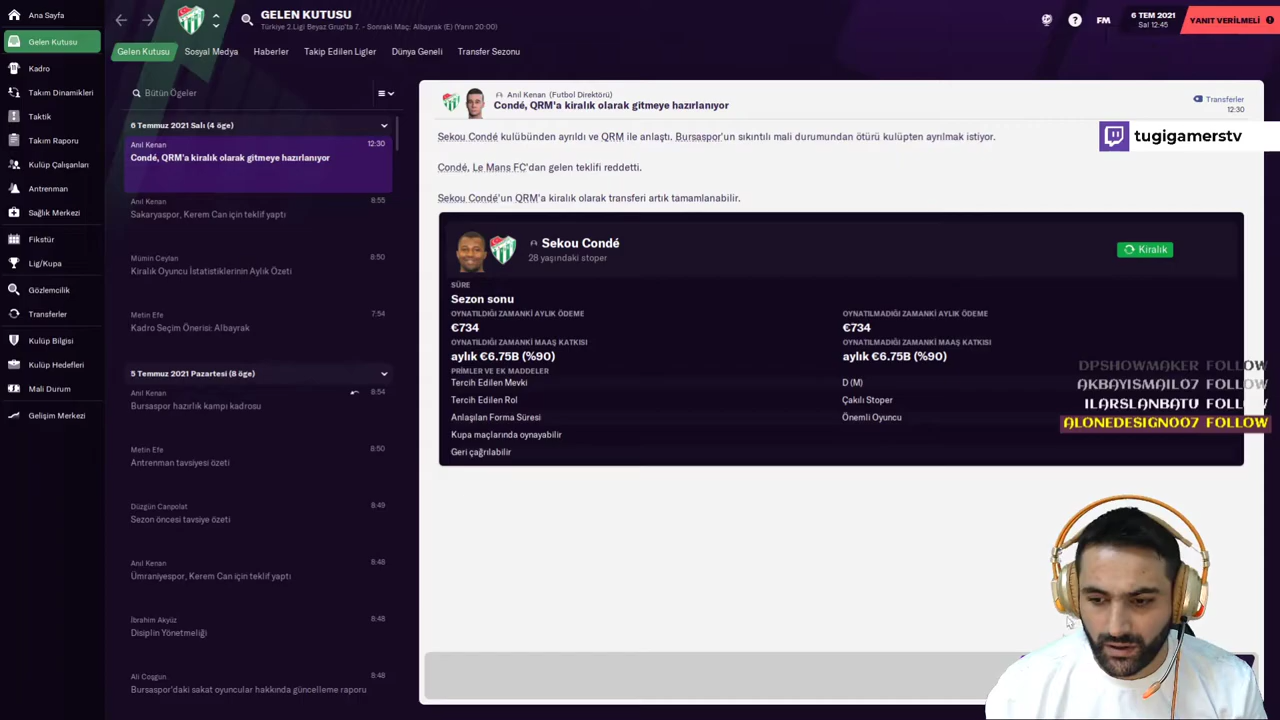 Ana Sayfa
Gelen Kutusu
Kadro
Takım Dinamikleri
Taktik
Takım Raporu
Kulüp Çalışanları
Antrenman
Sağlık Merkezi
Fikstür
Lig/Kupa
Gözlemcilik
Transferler
Kulüp Bilgisi
Kulüp Hedefleri
Mali Durum
Gelişim Merkezi
GELEN KUTUSU
Türkiye 2.Ligi Beyaz Grup'ta 7. - Sonraki Maç: Albayrak (E) (Yarın 20:00)
FM
6 TEM 2021
Sal 12:45
YANIT VERİLMELİ
Gelen Kutusu
Sosyal Medya
Haberler
Takip Edilen Ligler
Dünya Geneli
Transfer Sezonu
Bütün Ögeler
6 Temmuz 2021 Salı (4 öge)
Anıl Kenan 12:30
Condé, QRM'a kiralık olarak gitmeye hazırlanıyor
Anıl Kenan 8:55
Sakaryaspor, Kerem Can için teklif yaptı
Mümin Ceylan 8:50
Kiralık Oyuncu İstatistiklerinin Aylık Özeti
Metin Efe 7:54
Kadro Seçim Önerisi: Albayrak
5 Temmuz 2021 Pazartesi (8 öge)
Anıl Kenan 8:54
Bursaspor hazırlık kampı kadrosu
Metin Efe 8:50
Antrenman tavsiyesi özeti
Düzgün Canpolat 8:49
Sezon öncesi tavsiye özeti
Anıl Kenan 8:48
Ümraniyespor, Kerem Can için teklif yaptı
İbrahim Akyüz 8:48
Disiplin Yönetmeliği
Ali Coşgun 8:48
Bursaspor'daki sakat oyuncular hakkında güncelleme raporu
Anıl Kenan (Futbol Direktörü)
Condé, QRM'a kiralık olarak gitmeye hazırlanıyor
Transferler
12:30
Sekou Condé kulübünden ayrıldı ve QRM ile anlaştı. Bursaspor'un sıkıntılı mali durumundan ötürü kulüpten ayrılmak istiyor.
Condé, Le Mans FC'dan gelen teklifi reddetti.
Sekou Condé'un QRM'a kiralık olarak transferi artık tamamlanabilir.
tugigamerstv
Sekou Condé
28 yaşındaki stoper
Kiralık
SÜRE
Sezon sonu
OYNATILDIĞI ZAMANKİ AYLIK ÖDEME
€734
OYNATILMADIĞI ZAMANKİ AYLIK ÖDEME
€734
OYNATILDIĞI ZAMANKİ MAAŞ KATKISI
aylık €6.75B (%90)
OYNATILMADIĞI ZAMANKİ MAAŞ KATKISI
aylık €6.75B (%90)
PRİMLER VE EK MADDELER
Tercih Edilen Mevki D (M)
Tercih Edilen Rol Çakılı Stoper
Anlaşılan Forma Süresi Önemli Oyuncu
Kupa maçlarında oynayabilir
Geri çağrılabilir
DPSHOWMAKER FOLLOW
AKBAYISMAIL07 FOLLOW
ILARSLANBATU FOLLOW
ALONEDESIGN007 FOLLOW